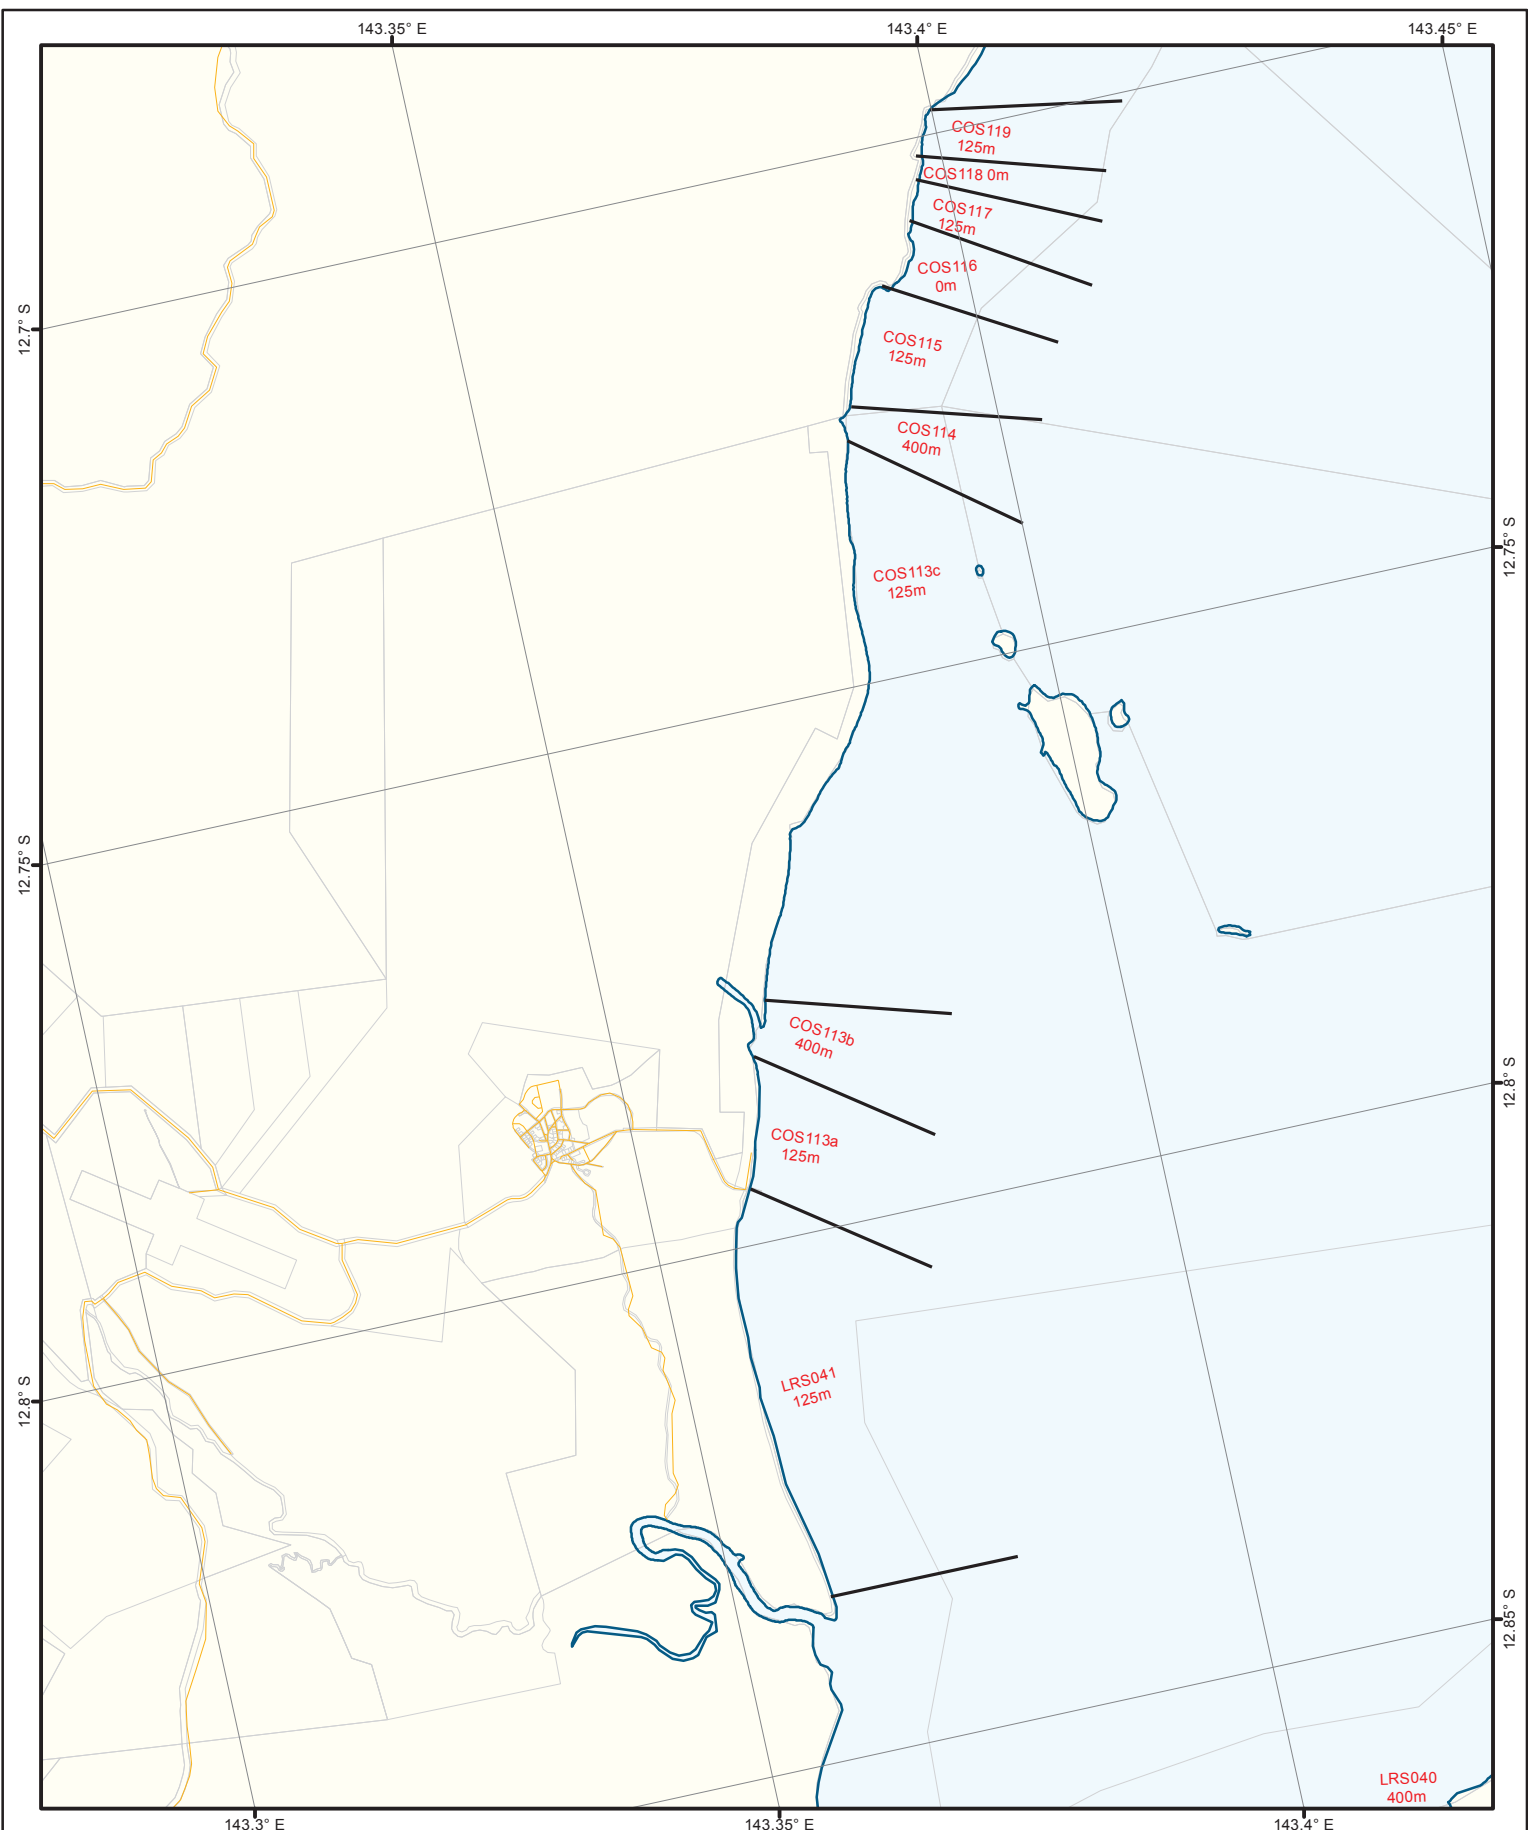 143.35° E
143.4° E
143.45° E
COS119
125m
COS118 0m
COS117
125m
COS116
0m
12.7° S
COS115
125m
COS114
400m
12.75° S
COS113c
125m
12.75° S
COS113b
400m
12.8° S
COS113a
125m
LRS041
125m
12.8° S
12.85° S
LRS040
400m
143.3° E
143.35° E
143.4° E